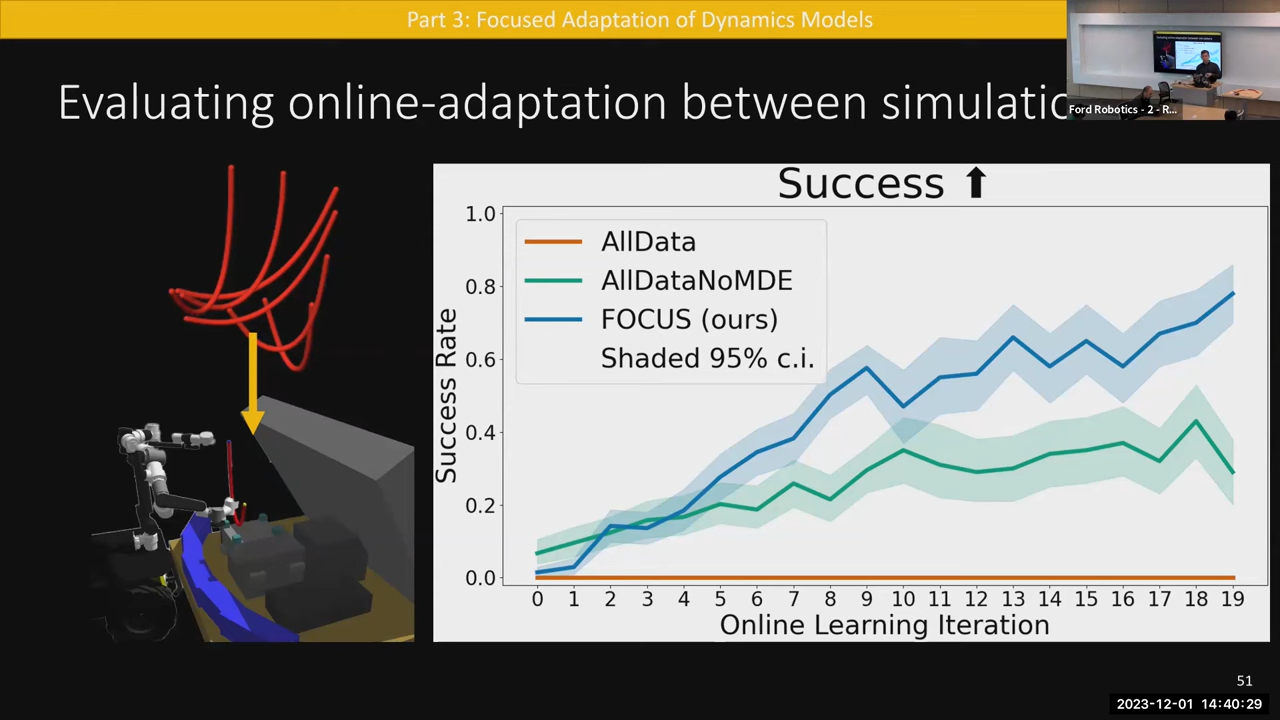 Part 3: Focused Adaptation of Dynamics Models
Evaluating online-adaptation between simulatio
Ford Robotics - 2 - R...
Success ⬆
1.0
0.8
0.6
0.4
0.2
0.0
Success Rate
AllData
AllDataNoMDE
FOCUS (ours)
Shaded 95% c.i.
0 1 2 3 4 5 6 7 8 9 10 11 12 13 14 15 16 17 18 19
Online Learning Iteration
51
2023-12-01 14:40:29